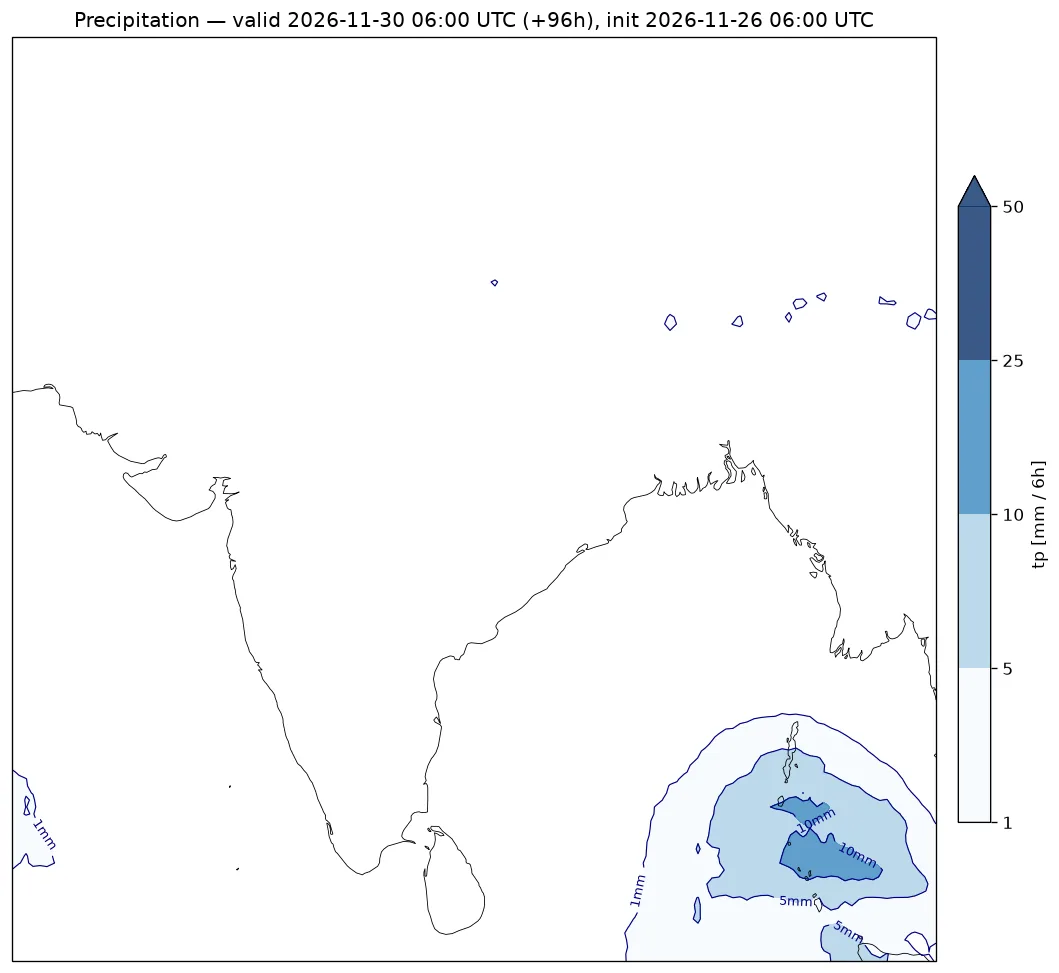 Precipitation — valid 2026-11-30 06:00 UTC (+96h), init 2026-11-26 06:00 UTC
50
25
10
5
1
tp [mm / 6h]
1mm
10mm
10mm
1mm
5mm
5mm